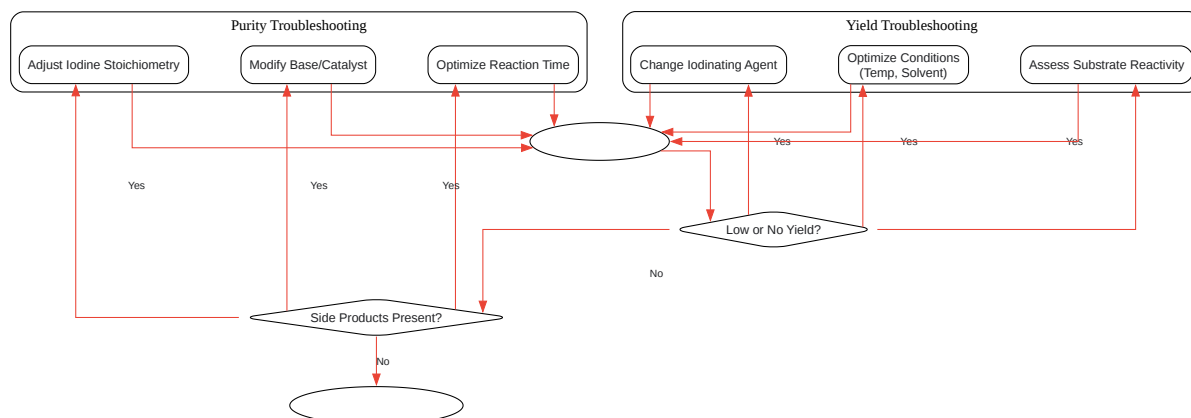 Purity Troubleshooting
Yield Troubleshooting
Adjust Iodine Stoichiometry
Modify Base/Catalyst
Optimize Reaction Time
Change Iodinating Agent
Optimize Conditions
(Temp, Solvent)
Assess Substrate Reactivity
Yes
Yes
Yes
Yes
Yes
Yes
Low or No Yield?
No
Side Products Present?
No